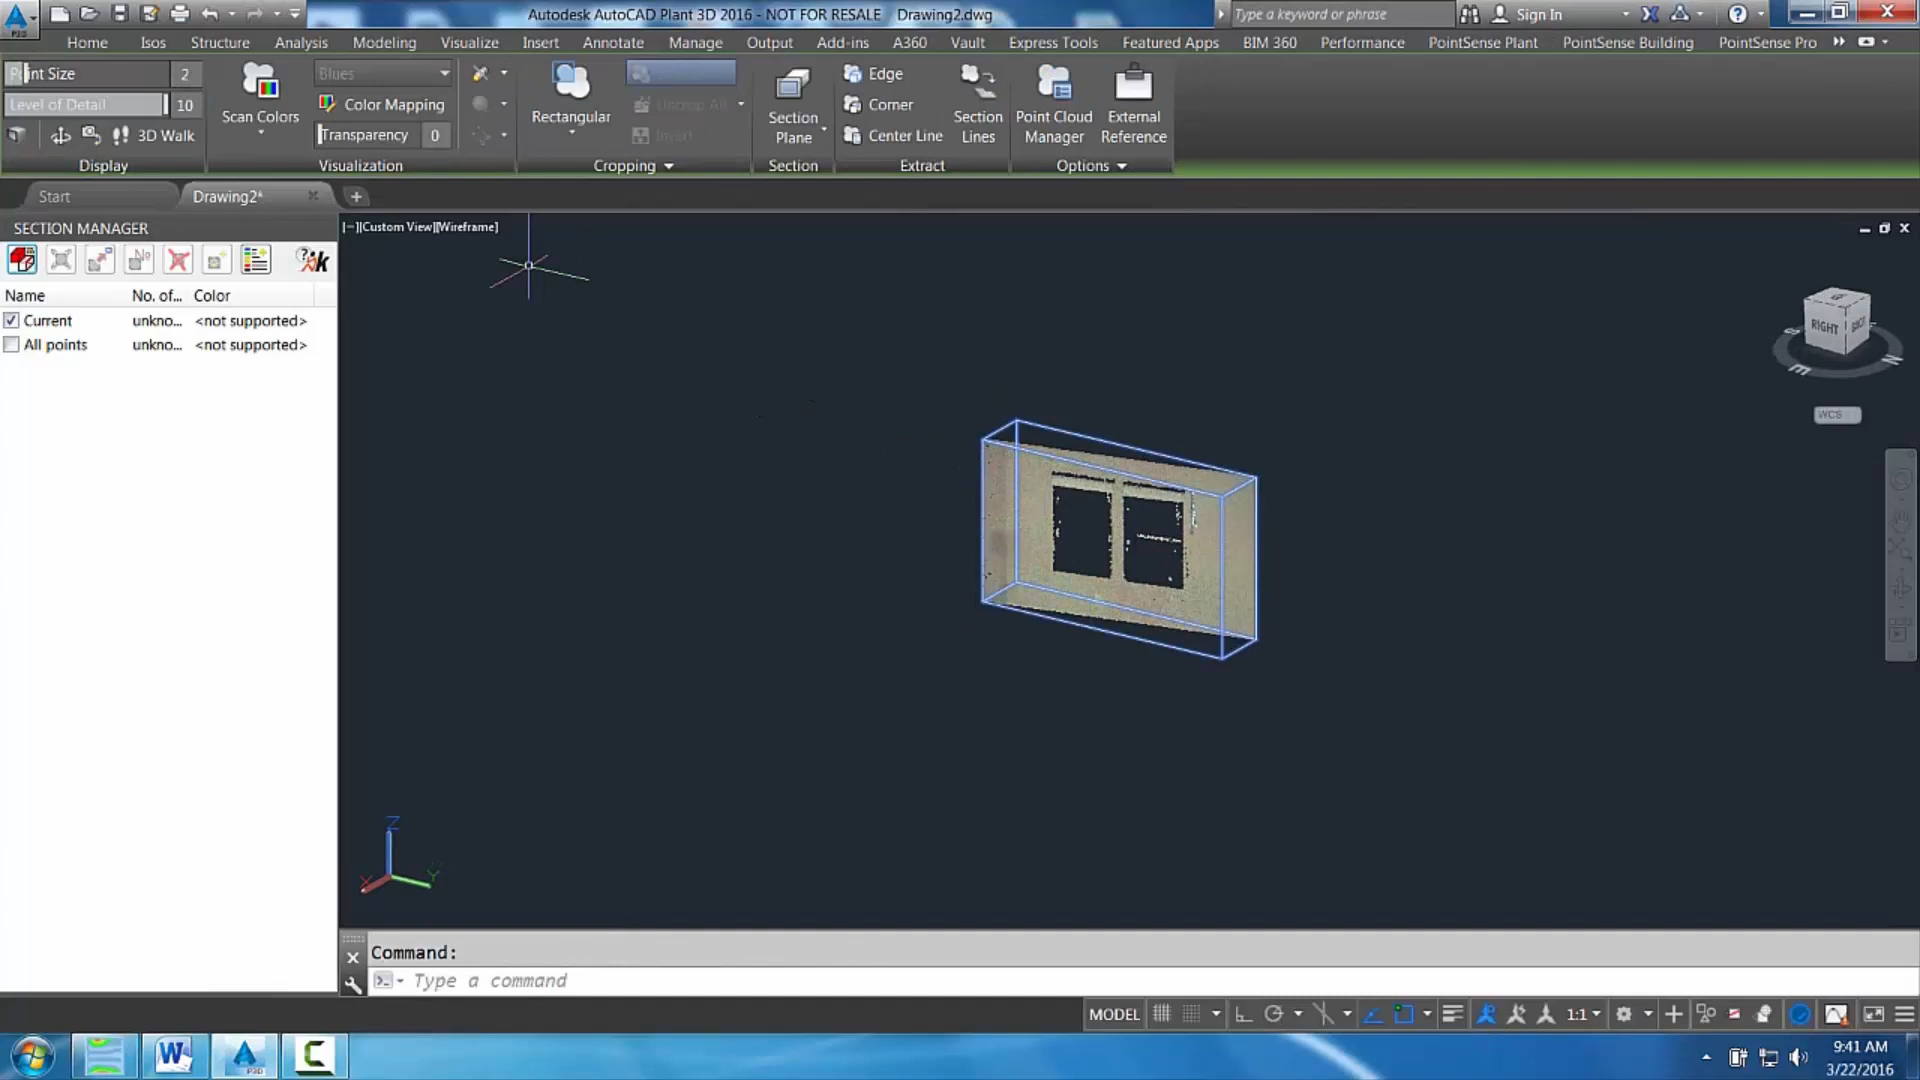 Autodesk AutoCAD Plant 3D 2016 - NOT FOR RESALE Drawing2.dwg
Type a keyword or phrase
Sign In
Home Isos Structure Analysis Modeling Visualize Insert Annotate Manage Output Add-ins A360 Vault Express Tools Featured Apps BIM 360 Performance PointSense Plant PointSense Building PointSense Pro
Point Size 2
Level of Detail 10
3D Walk
Display
Scan Colors
Blues
Color Mapping
Transparency 0
Visualization
Rectangular
Uncrop All
Invert
Cropping
Section
Plane
Section
Edge
Corner
Center Line
Section
Lines
Extract
Point Cloud
Manager
External
Reference
Options
Start
Drawing2*
SECTION MANAGER
Name No. of... Color
Current unkno... <not supported>
All points unkno... <not supported>
[−][Custom View][Wireframe]
RIGHT
BACK
N
E
WCS
Z
X
Y
Command:
Type a command
MODEL
1:1
P3D
9:41 AM
3/22/2016